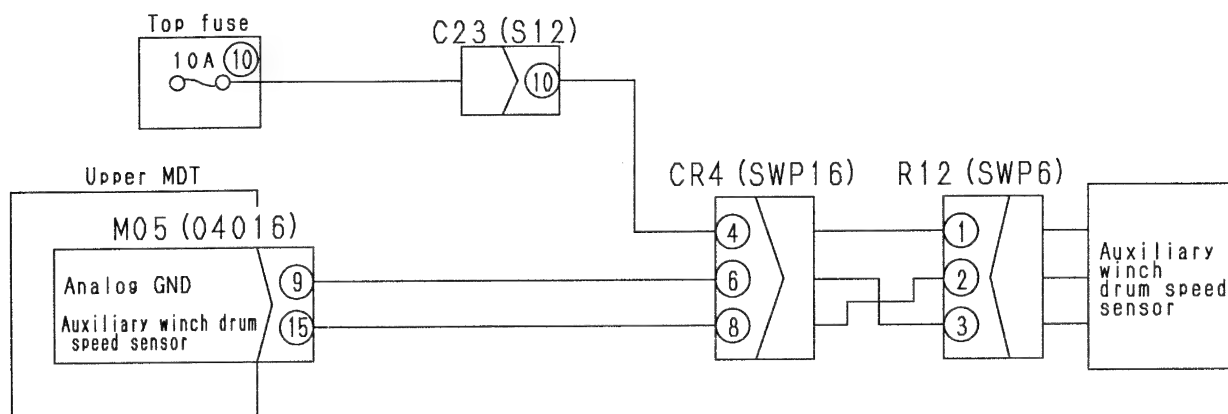 Top fuse
10A 10
C23 (S12)
10
Upper MDT
M05 (04016)
Analog GND
9
Auxiliary winch drum
speed sensor
15
CR4 (SWP16)
4
6
8
R12 (SWP6)
1
2
3
Auxiliary
winch
drum speed
sensor